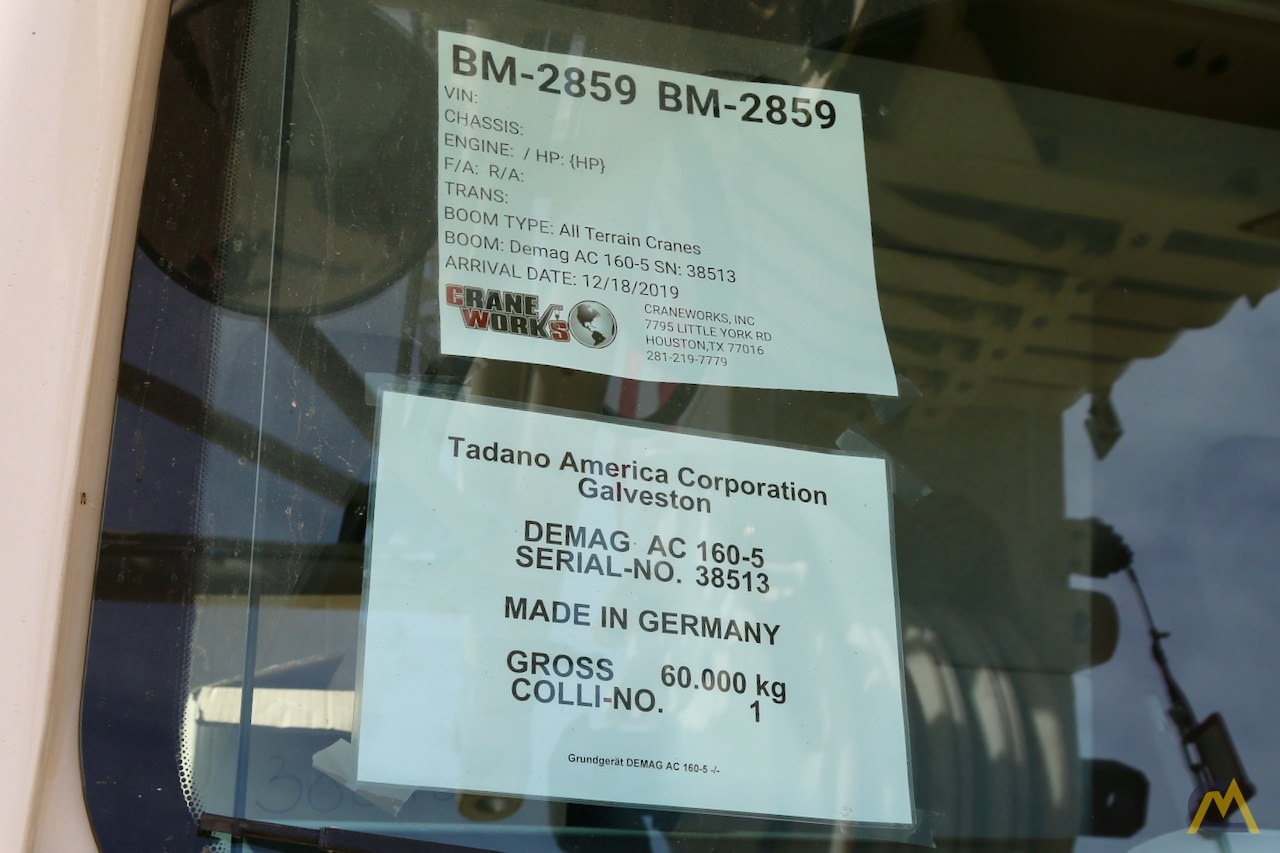 BM-2859 BM-2859
VIN:
CHASSIS:
ENGINE: / HP: {HP}
F/A: R/A:
TRANS:
BOOM TYPE: All Terrain Cranes
BOOM: Demag AC 160-5 SN: 38513
ARRIVAL DATE: 12/18/2019
CRANE
WORKS
CRANEWORKS, INC
7795 LITTLE YORK RD
HOUSTON,TX 77016
281-219-7779
Tadano America Corporation
Galveston
DEMAG AC 160-5
SERIAL-NO. 38513
MADE IN GERMANY
GROSS 60.000 kg
COLLI-NO. 1
Grundgerät DEMAG AC 160-5 -/-